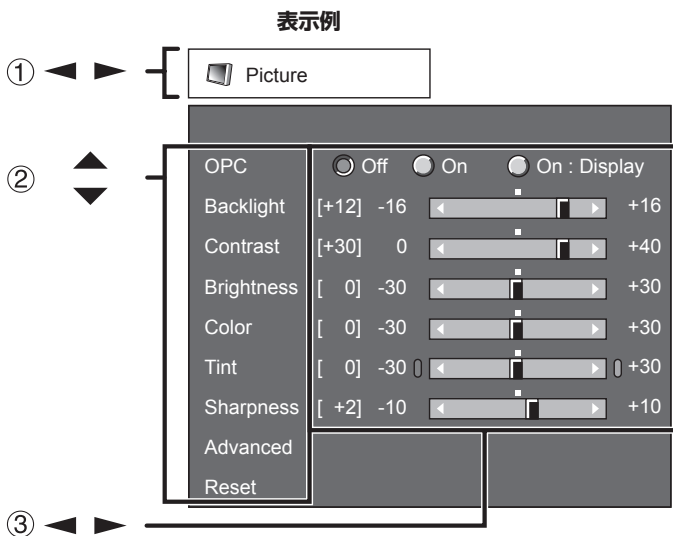 表示例
① ◄ ► Picture
② ▲ ▼
OPC Off On On : Display
Backlight [+12] -16 +16
Contrast [+30] 0 +40
Brightness [ 0] -30 +30
Color [ 0] -30 +30
Tint [ 0] -30 +30
Sharpness [ +2] -10 +10
Advanced
Reset
③ ◄ ►